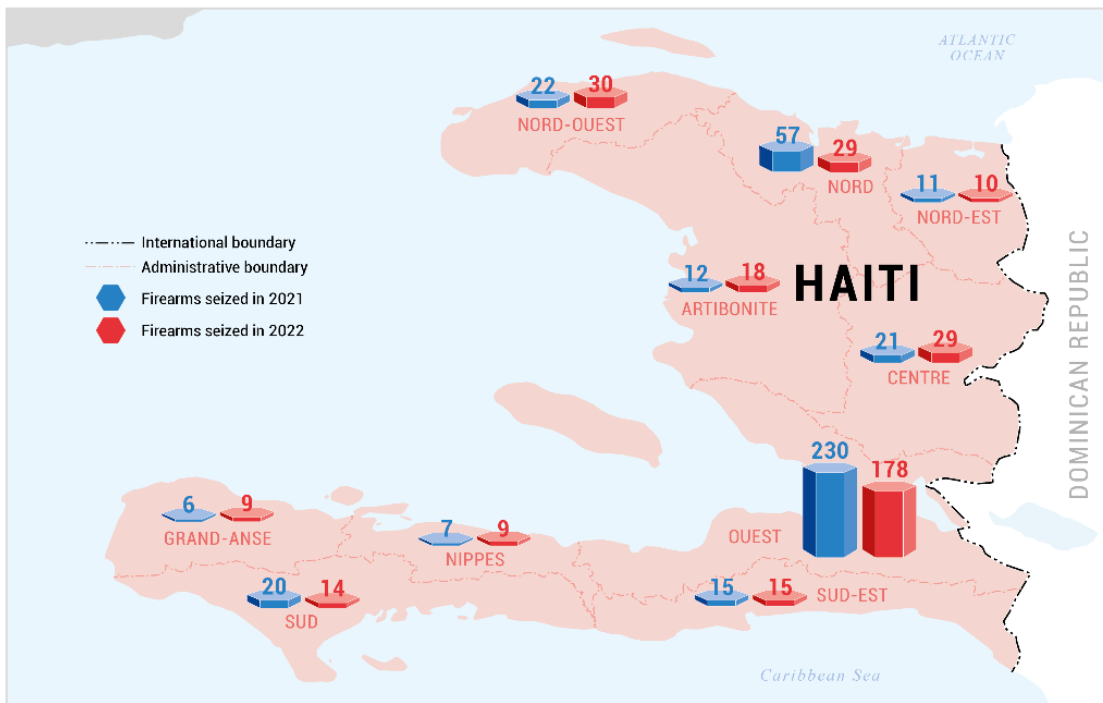 ATLANTIC
OCEAN
22 30
NORD-OUEST
57 29
NORD
11 10
NORD-EST
International boundary
Administrative boundary
Firearms seized in 2021
Firearms seized in 2022
12 18
ARTIBONITE
HAITI
21 29
CENTRE
DOMINICAN REPUBLIC
230 178
OUEST
6 9
GRAND-ANSE
7 9
NIPPES
20 14
SUD
15 15
SUD-EST
Caribbean Sea